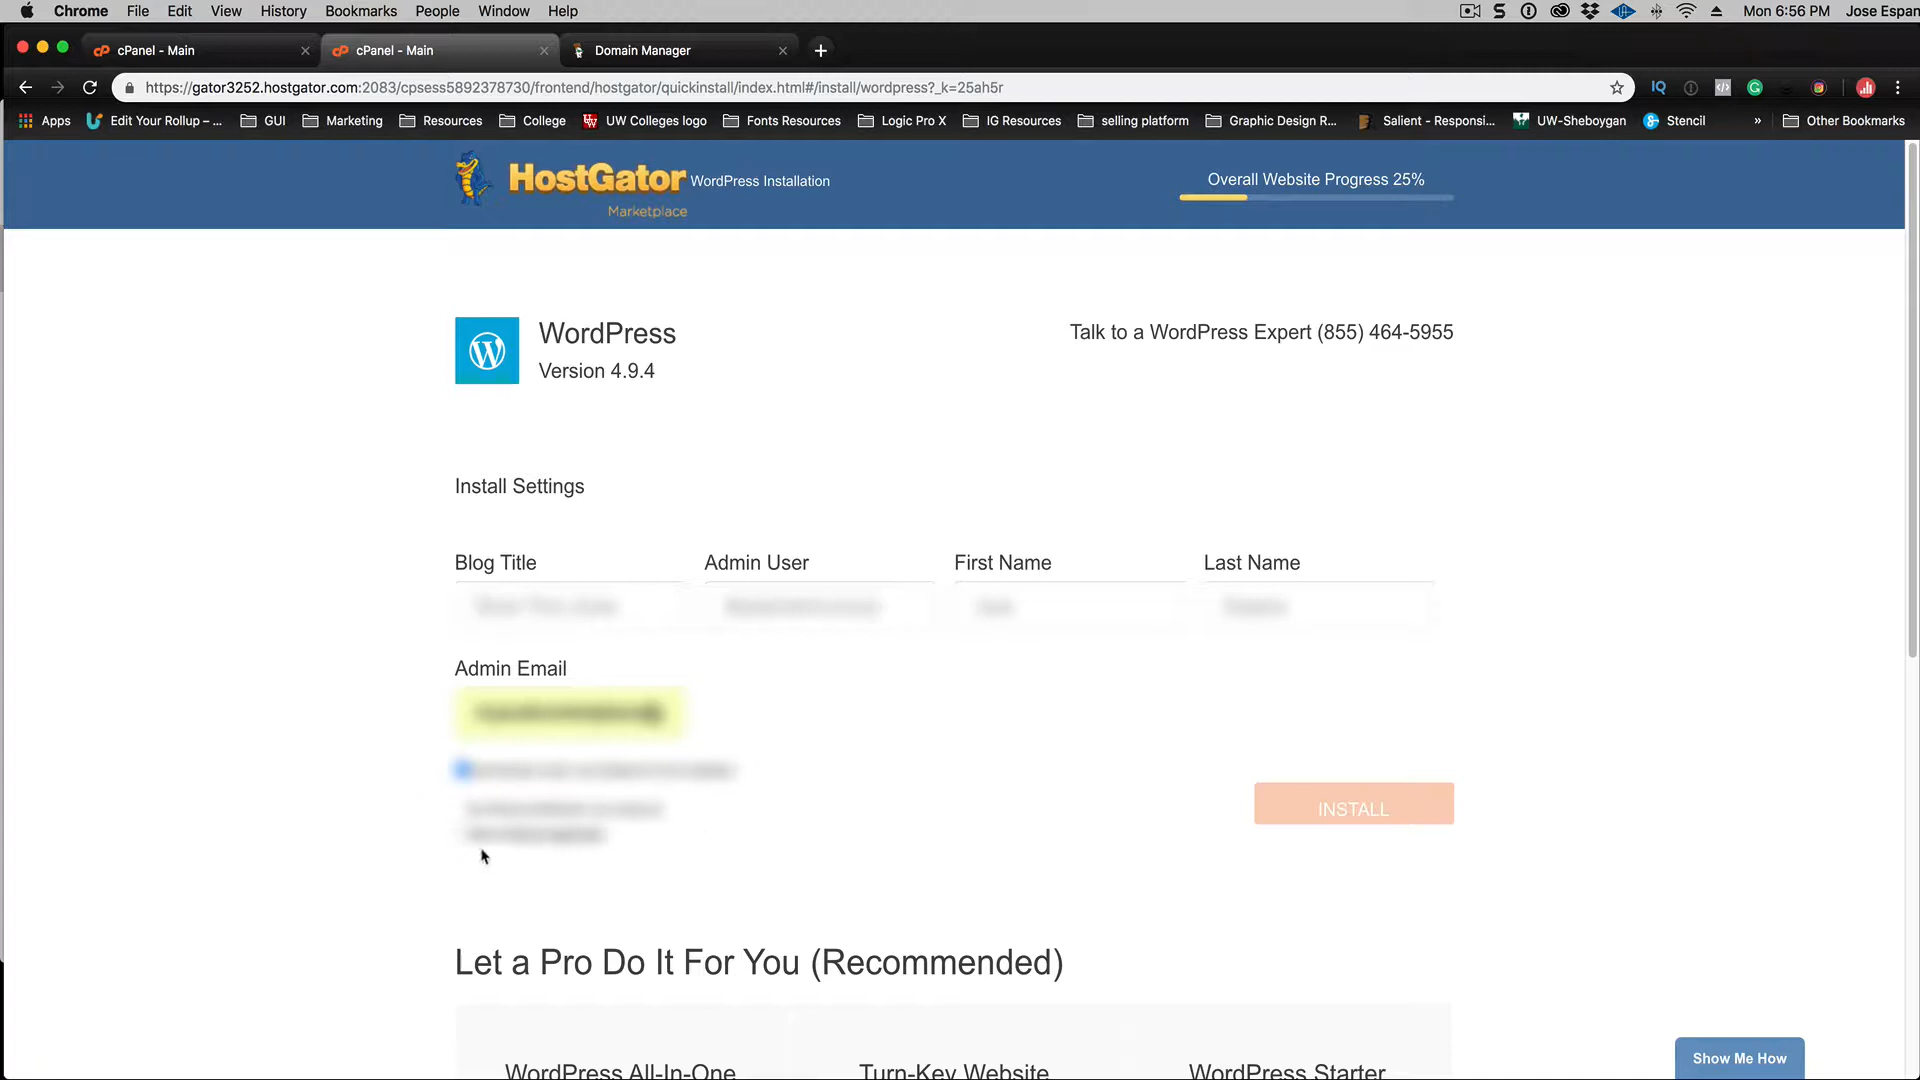 Chrome File Edit View History Bookmarks People Window Help Mon 6:56 PM Jose Espan
cPanel - Main cPanel - Main Domain Manager
https://gator3252.hostgator.com:2083/cpsess5892378730/frontend/hostgator/quickinstall/index.html#/install/wordpress?_k=25ah5r
Apps Edit Your Rollup – ... GUI Marketing Resources College UW Colleges logo Fonts Resources Logic Pro X IG Resources selling platform Graphic Design R... Salient - Responsi... UW-Sheboygan Stencil » Other Bookmarks
HostGator WordPress Installation
Marketplace
Overall Website Progress 25%
WordPress
Version 4.9.4
Talk to a WordPress Expert (855) 464-5955
Install Settings
Blog Title Admin User First Name Last Name
Admin Email
INSTALL
Let a Pro Do It For You (Recommended)
WordPress All-In-One Turn-Key Website WordPress Starter
Show Me How